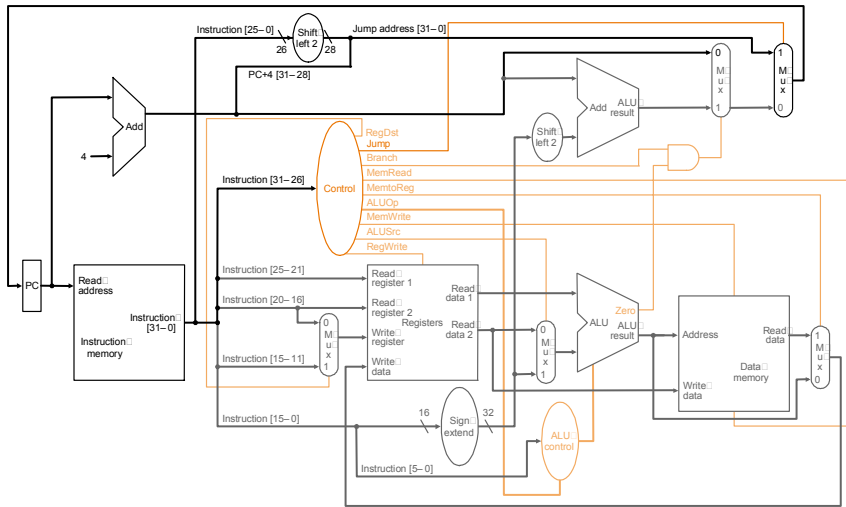 Instruction [25–0]
26
Shift
left 2
28
Jump address [31–0]
PC+4 [31–28]
Add
4
0
M
u
x
1
1
M
u
x
0
Add
ALU
result
Shift
left 2
RegDst
Jump
Branch
MemRead
MemtoReg
ALUOp
MemWrite
ALUSrc
RegWrite
Control
Instruction [31–26]
PC
Read
address
Instruction
[31–0]
Instruction
memory
Instruction [25–21]
Instruction [20–16]
Instruction [15–11]
0
M
u
x
1
Read
register 1
Read
register 2
Registers
Write
register
Write
data
Read
data 1
Read
data 2
0
M
u
x
1
Zero
ALU
ALU
result
Address
Read
data
Data
memory
Write
data
1
M
u
x
0
Instruction [15–0]
16
Sign
extend
32
ALU
control
Instruction [5–0]